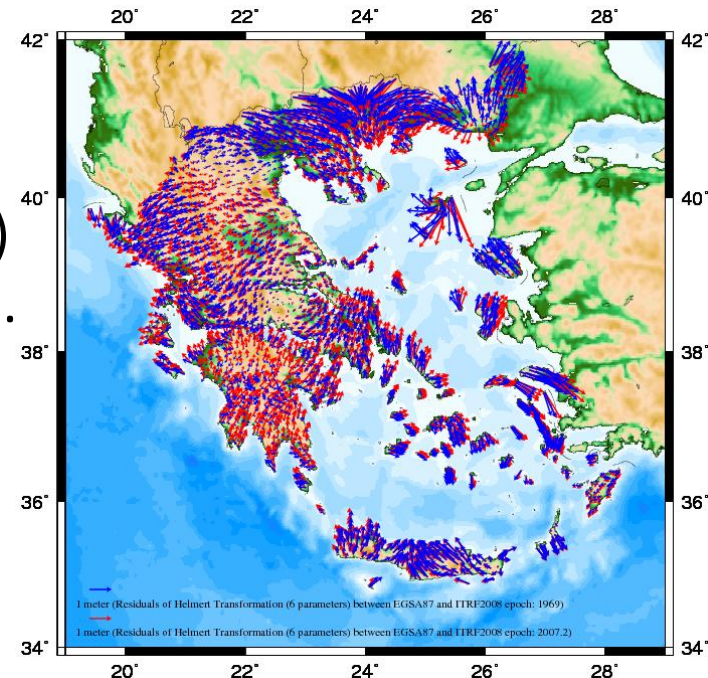 20° 22° 24° 26° 28°
42° 42°
)
40° 40°
.
38° 38°
36° 36°
1 meter (Residuals of Helmert Transformation (6 parameters) between EGSA87 and ITRF2008 epoch: 1969)
1 meter (Residuals of Helmert Transformation (6 parameters) between EGSA87 and ITRF2008 epoch: 2007.2)
34° 34°
20° 22° 24° 26° 28°